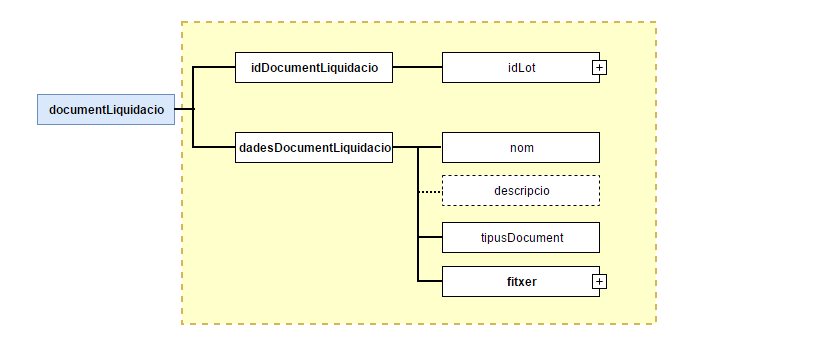 documentLiquidacio
idDocumentLiquidacio
idLot
+
dadesDocumentLiquidacio
nom
descripcio
tipusDocument
fitxer
+